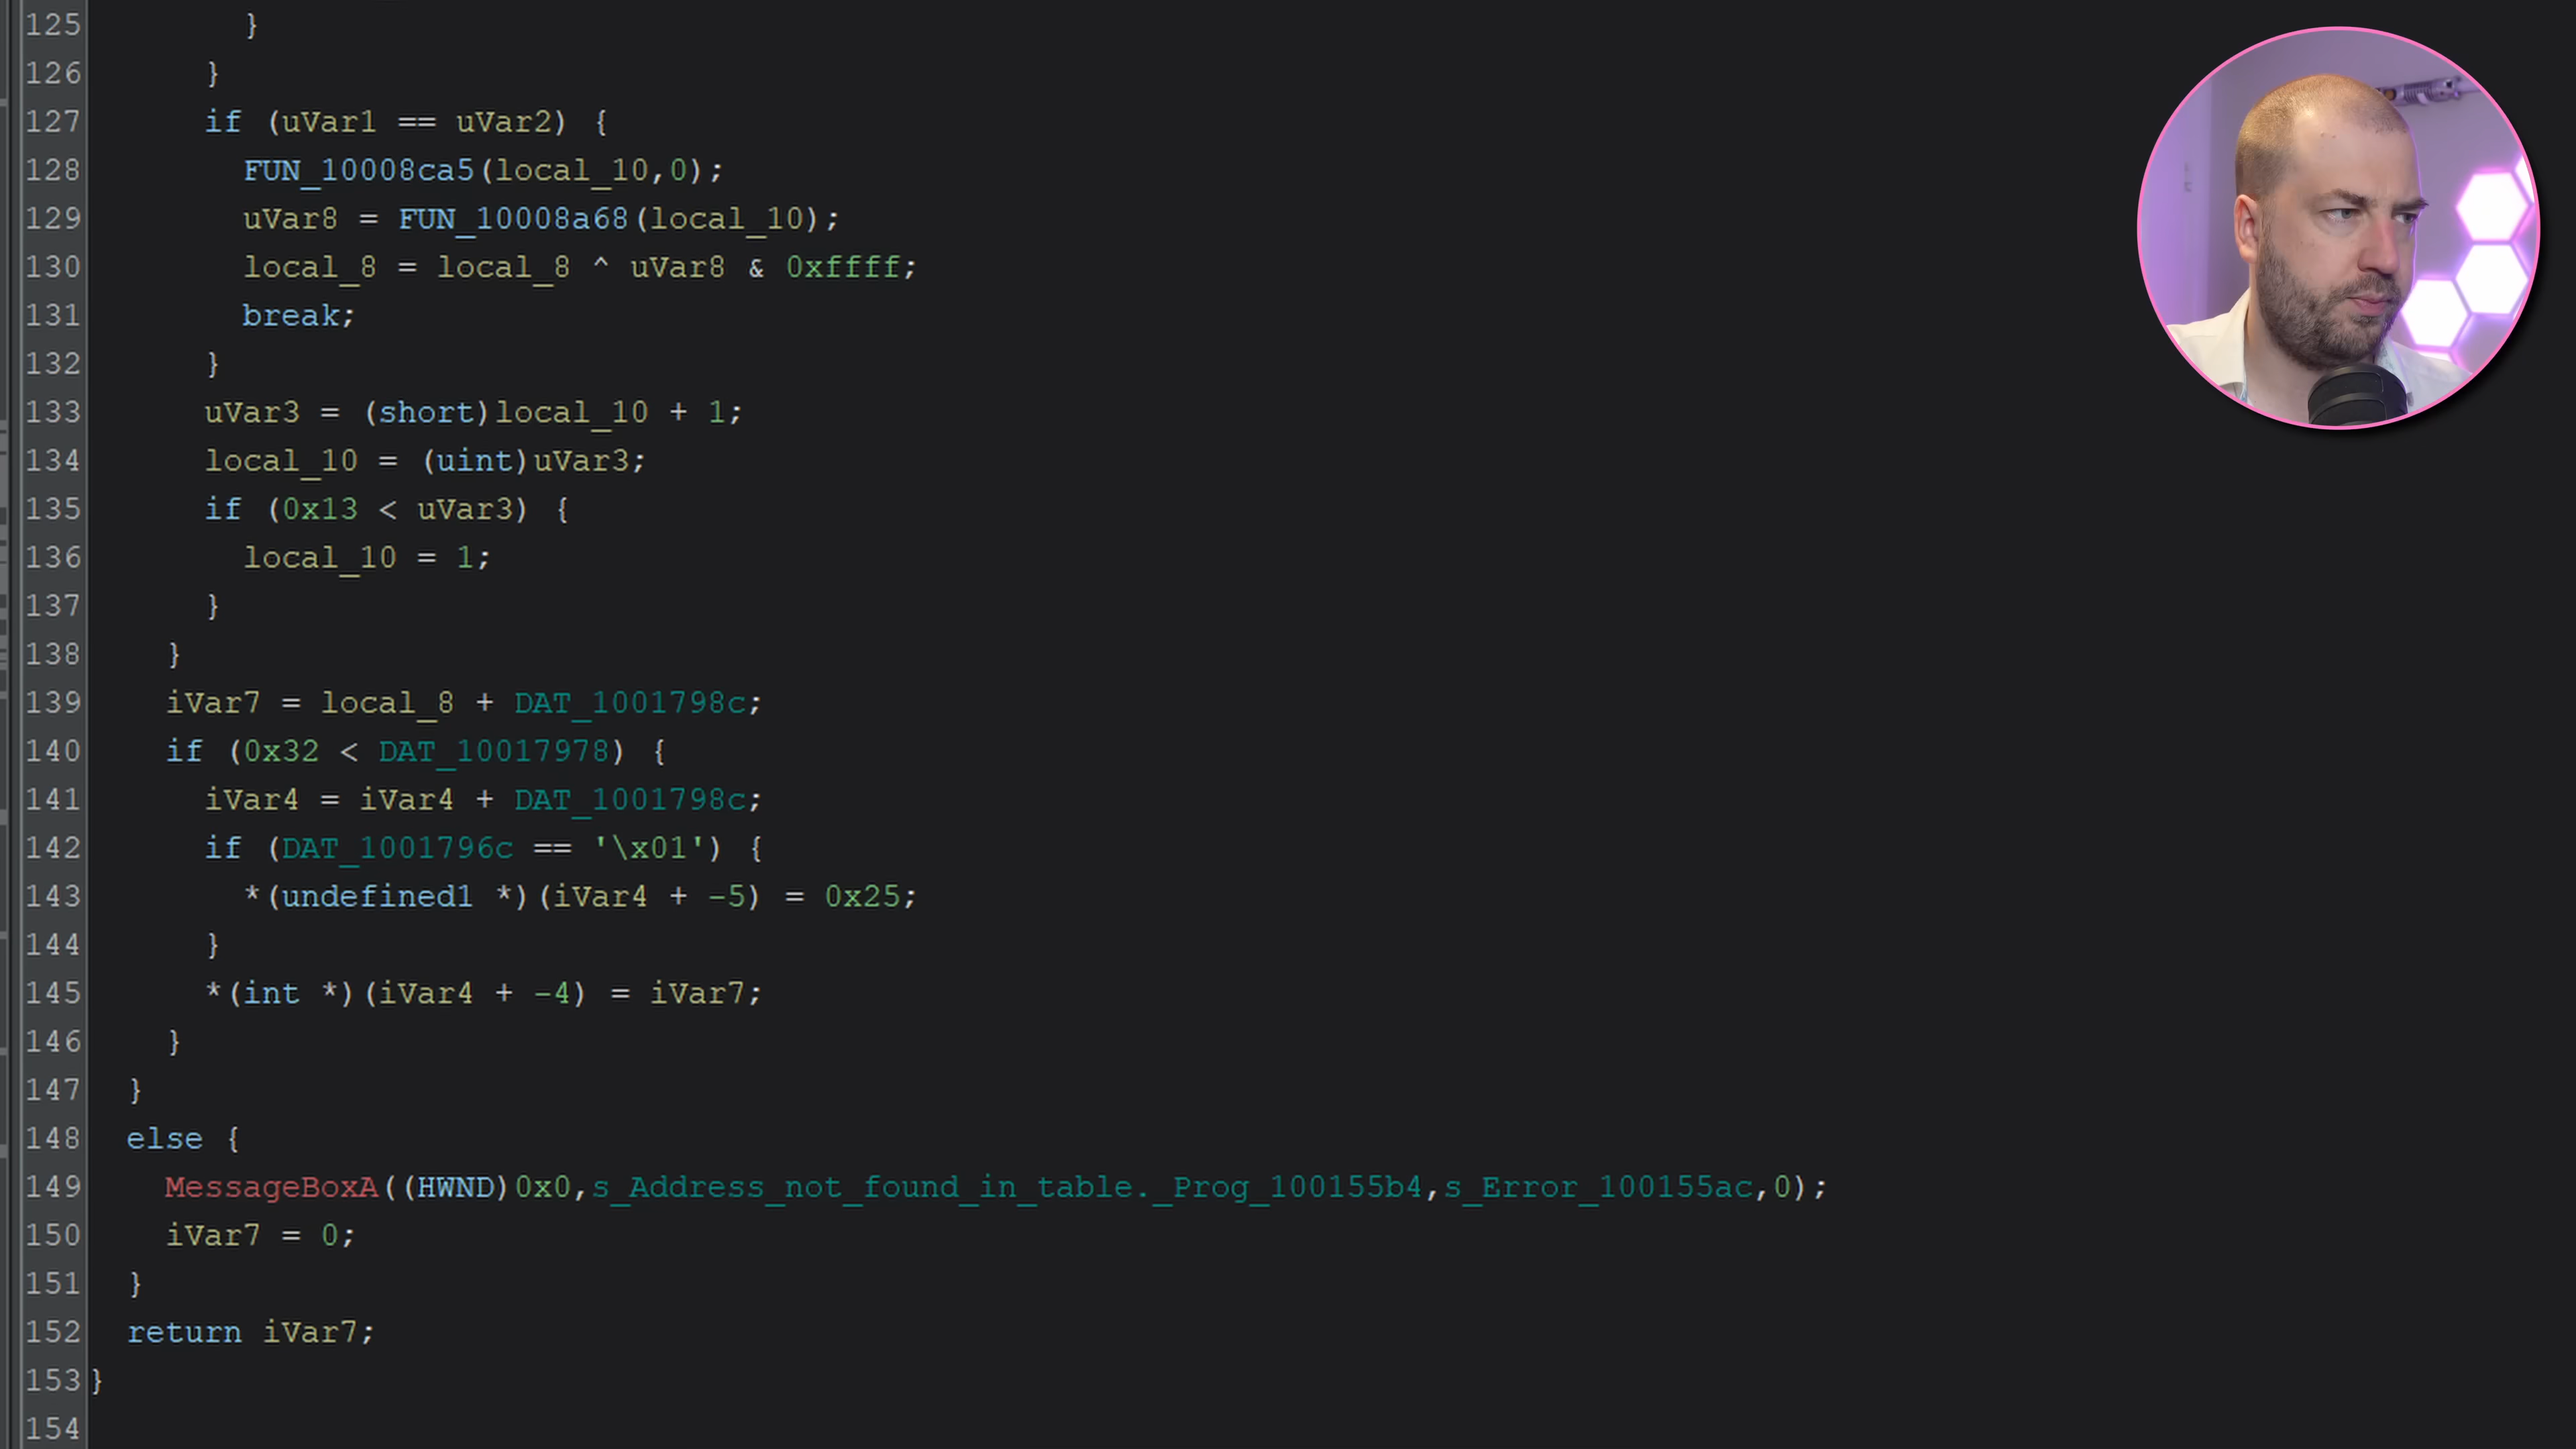 125 }
126 }
127 if (uVar1 == uVar2) {
128 FUN_10008ca5(local_10,0);
129 uVar8 = FUN_10008a68(local_10);
130 local_8 = local_8 ^ uVar8 & 0xffff;
131 break;
132 }
133 uVar3 = (short)local_10 + 1;
134 local_10 = (uint)uVar3;
135 if (0x13 < uVar3) {
136 local_10 = 1;
137 }
138 }
139 iVar7 = local_8 + DAT_1001798c;
140 if (0x32 < DAT_10017978) {
141 iVar4 = iVar4 + DAT_1001798c;
142 if (DAT_1001796c == '\x01') {
143 *(undefined1 *)(iVar4 + -5) = 0x25;
144 }
145 *(int *)(iVar4 + -4) = iVar7;
146 }
147 }
148 else {
149 MessageBoxA((HWND)0x0,s_Address_not_found_in_table._Prog_100155b4,s_Error_100155ac,0);
150 iVar7 = 0;
151 }
152 return iVar7;
153 }
154